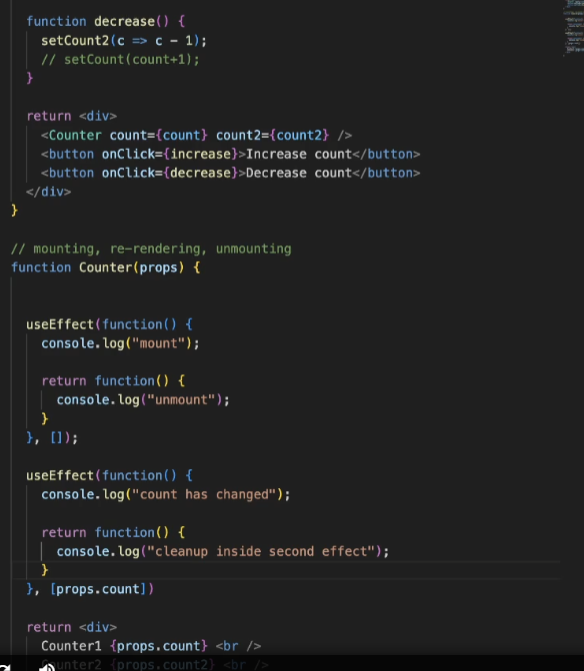 function decrease() {
setCount2(c => c - 1);
// setCount(count+1);
}
return <div>
<Counter count={count} count2={count2} />
<button onClick={increase}>Increase count</button>
<button onClick={decrease}>Decrease count</button>
</div>
}
// mounting, re-rendering, unmounting
function Counter(props) {
useEffect(function() {
console.log("mount");
return function() {
console.log("unmount");
}
}, []);
useEffect(function() {
console.log("count has changed");
return function() {
console.log("cleanup inside second effect");
}
}, [props.count])
return <div>
Counter1 {props.count} <br />
Counter2 {props.count2} <br />